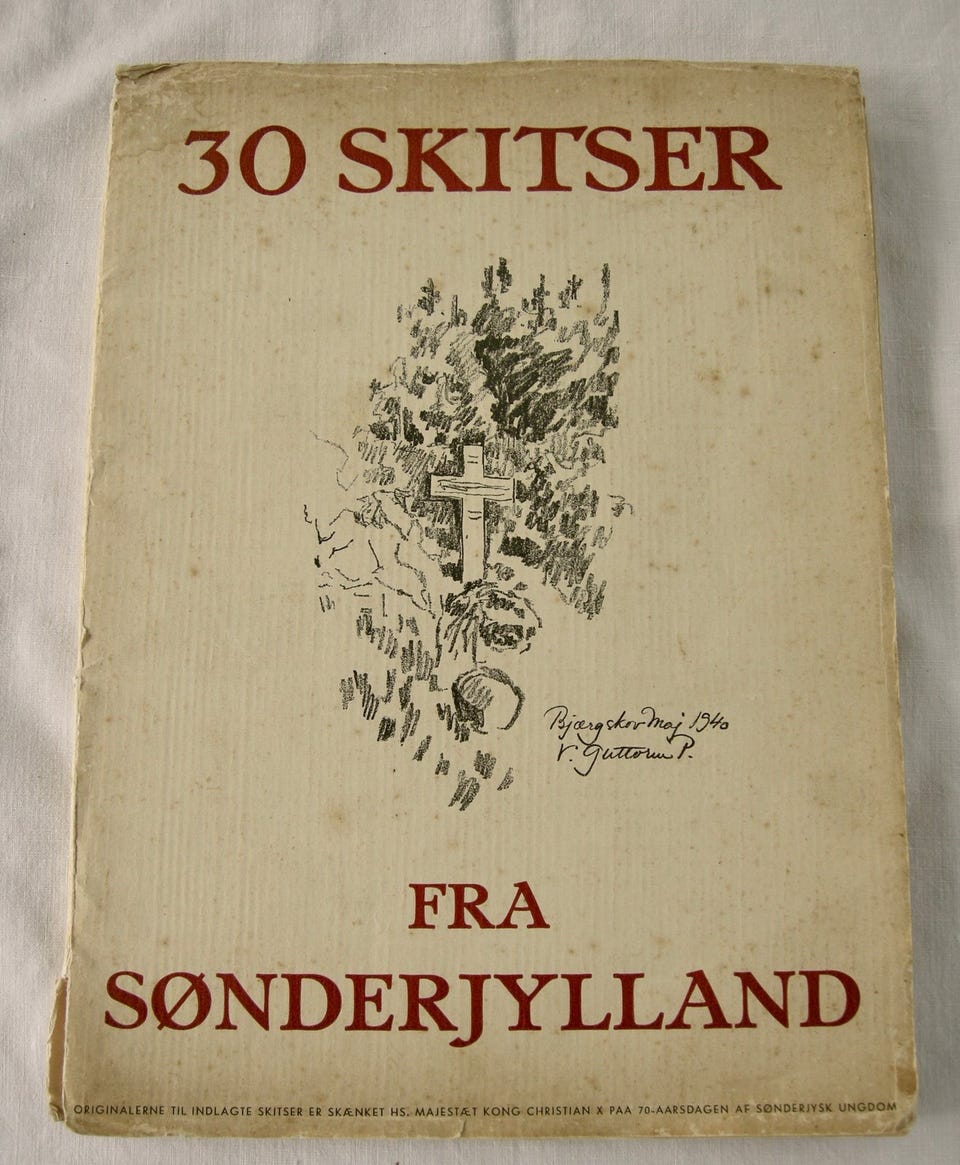 30 SKITSER
Bjærgskov Maj 1940
V. Guttorm P.
FRA
SØNDERJYLLAND
ORIGINALERNE TIL INDLAGTE SKITSER ER SKÆNKET HS. MAJESTÆT KONG CHRISTIAN X PAA 70-AARSDAGEN AF SØNDERJYSK UNGDOM